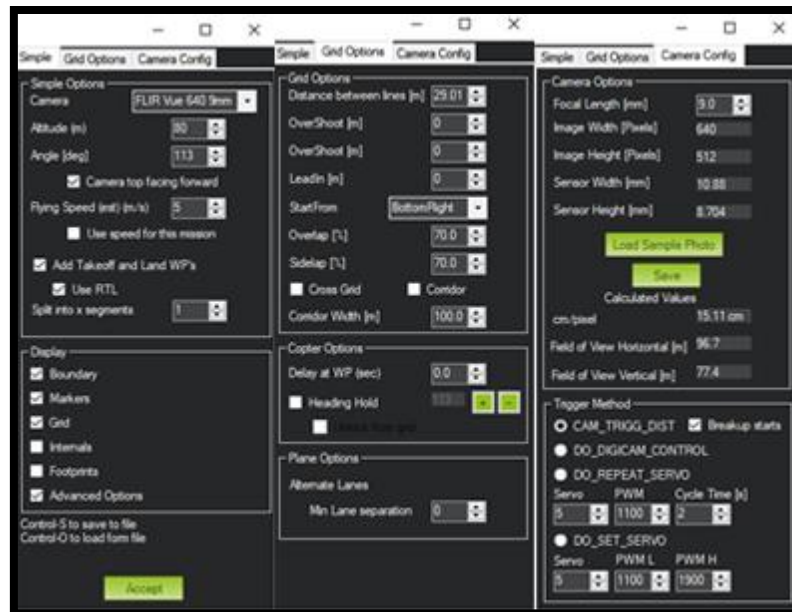 Simple Grid Options Camera Config
Simple Options
Camera FLIR Vue 640 9mm
Altitude (m) 80
Angle [deg] 113
Camera top facing forward
Flying Speed (est) (m/s) 5
Use speed for this mission
Add Takeoff and Land WP's
Use RTL
Split into x segments 1
Display
Boundary
Markers
Grid
Internals
Footprints
Advanced Options
Control-S to save to file
Control-O to load form file
Accept
Simple Grid Options Camera Config
Grid Options
Distance between lines [m] 29.01
OverShoot [m] 0
OverShoot [m] 0
LeadIn [m] 0
StartFrom BottomRight
Overlap [%] 70.0
Sidelap [%] 70.0
Cross Grid Corridor
Corridor Width [m] 100.0
Copter Options
Delay at WP (sec) 0.0
Heading Hold 113 + -
Plane Options
Alternate Lanes
Min Lane separation 0
Simple Grid Options Camera Config
Camera Options
Focal Length [mm] 9.0
Image Width [Pixels] 640
Image Height [Pixels] 512
Sensor Width [mm] 10.88
Sensor Height [mm] 8.704
Load Sample Photo
Save
Calculated Values
cm/pixel 15.11 cm
Field of View Horizontal [m] 96.7
Field of View Vertical [m] 77.4
Trigger Method
CAM_TRIGG_DIST Breakup starts
DO_DIGICAM_CONTROL
DO_REPEAT_SERVO
Servo PWM Cycle Time [s]
5 1100 2
DO_SET_SERVO
Servo PWM L PWM H
5 1100 1900